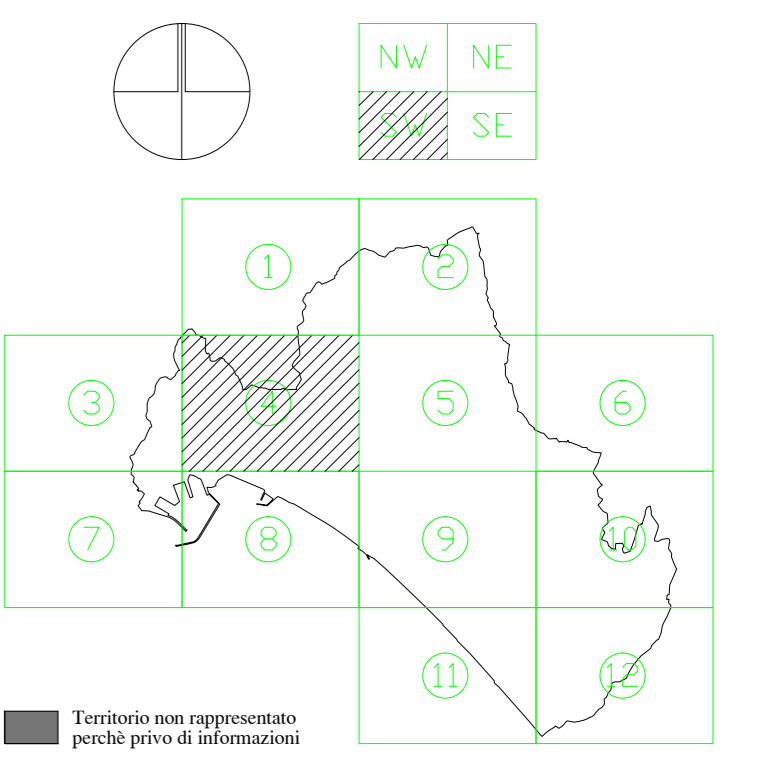 NW NE
SW SE
1 2
3 4 5 6
7 8 9 10
11 12
Territorio non rappresentato
perchè privo di informazioni